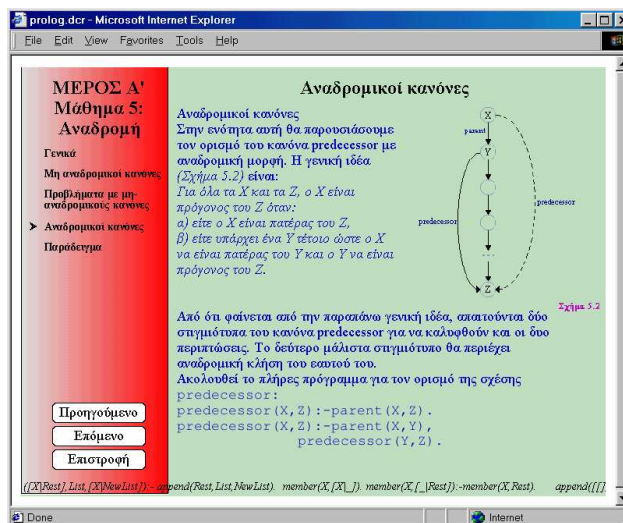 prolog.dcr - Microsoft Internet Explorer
File Edit View Favorites Tools Help
ΜΕΡΟΣ Α'
Μάθημα 5:
Αναδρομή
Γενικά
Μη αναδρομικοί κανόνες
Προβλήματα με μη-
αναδρομικούς κανόνες
Αναδρομικοί κανόνες
Παράδειγμα
Προηγούμενο
Επόμενο
Επιστροφή
Αναδρομικοί κανόνες
Αναδρομικοί κανόνες
Στην ενότητα αυτή θα παρουσιάσουμε
τον ορισμό του κανόνα predecessor με
αναδρομική μορφή. Η γενική ιδέα
(Σχήμα 5.2) είναι:
Για όλα τα Χ και τα Ζ, ο Χ είναι
πρόγονος του Ζ όταν:
α) είτε ο Χ είναι πατέρας του Ζ,
β) είτε υπάρχει ένα Υ τέτοιο ώστε ο Χ
να είναι πατέρας του Υ και ο Υ να είναι
πρόγονος του Ζ.
X
parent
Y
predecessor
predecessor
Z
Σχήμα 5.2
Από ότι φαίνεται από την παραπάνω γενική ιδέα, απαιτούνται δύο
στιγμιότυπα του κανόνα predecessor για να καλυφθούν και οι δυο
περιπτώσεις. Το δεύτερο μάλιστα στιγμιότυπο θα περιέχει
αναδρομική κλήση του εαυτού του.
Ακολουθεί το πλήρες πρόγραμμα για τον ορισμό της σχέσης
predecessor:
predecessor(X,Z):-parent(X,Z).
predecessor(X,Z):-parent(X,Y),
predecessor(Y,Z).
([X|Rest],List,[X|NewList]):- append(Rest,List,NewList). member(X,[X|_]). member(X,[_|Rest]):-member(X,Rest). append([[],
Done
Internet